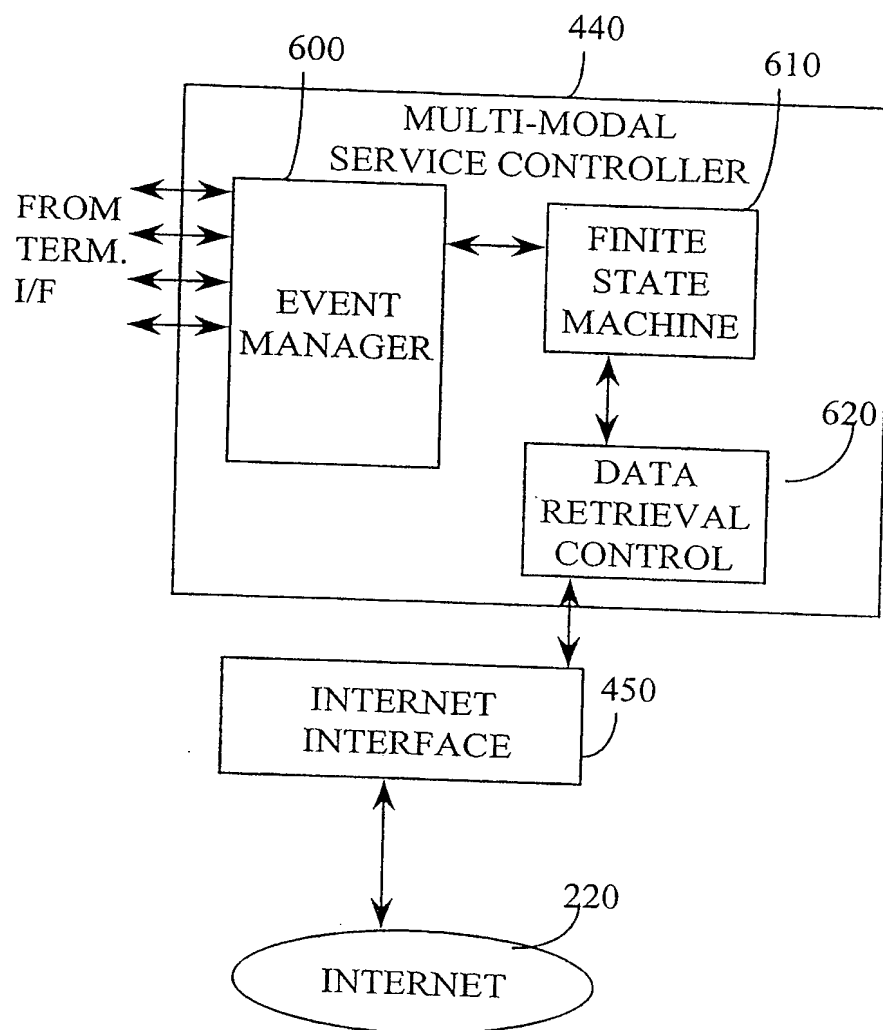 600
440
610
MULTI-MODAL
SERVICE CONTROLLER
FROM
TERM.
I/F
EVENT
MANAGER
FINITE
STATE
MACHINE
620
DATA
RETRIEVAL
CONTROL
INTERNET
INTERFACE
450
220
INTERNET